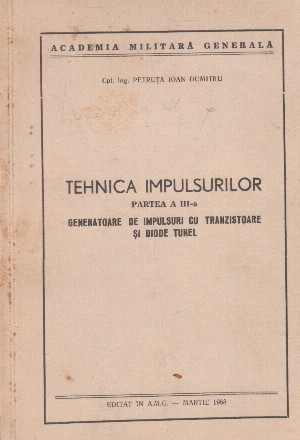 ACADEMIA MILITARĂ GENERALĂ
Cpt. Ing. PETRUȚA IOAN DUMITRU
TEHNICA IMPULSURILOR
PARTEA A III-a
GENERATOARE DE IMPULSURI CU TRANZISTOARE
ȘI DIODE TUNEL
EDITAT ÎN A.M.G. — MARTIE 1968